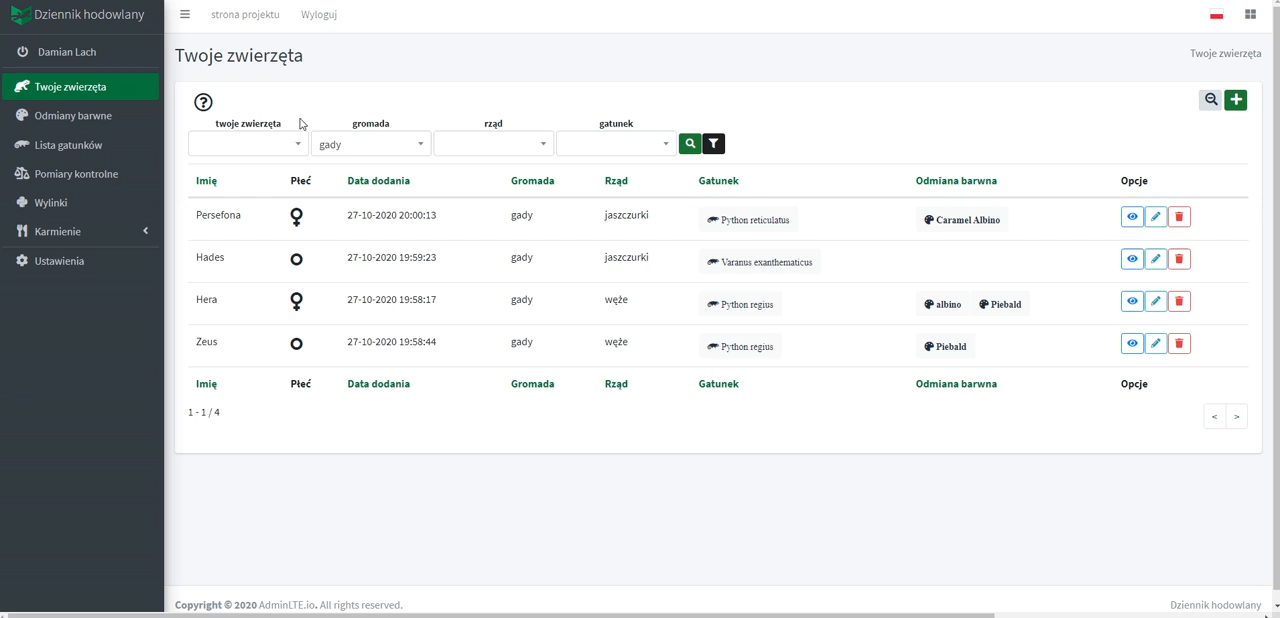 Dziennik hodowlany
strona projektu Wyloguj
Damian Lach
Twoje zwierzęta
Odmiany barwne
Lista gatunków
Pomiary kontrolne
Wylinki
Karmienie
Ustawienia
Twoje zwierzęta
Twoje zwierzęta
twoje zwierzęta gromada rząd gatunek
gady
Imię Płeć Data dodania Gromada Rząd Gatunek Odmiana barwna Opcje
Persefona 27-10-2020 20:00:13 gady jaszczurki Python reticulatus Caramel Albino
Hades 27-10-2020 19:59:23 gady jaszczurki Varanus exanthematicus
Hera 27-10-2020 19:58:17 gady węże Python regius albino Piebald
Zeus 27-10-2020 19:58:44 gady węże Python regius Piebald
Imię Płeć Data dodania Gromada Rząd Gatunek Odmiana barwna Opcje
1 - 1 / 4
< >
Copyright © 2020 AdminLTE.io. All rights reserved.
Dziennik hodowlany